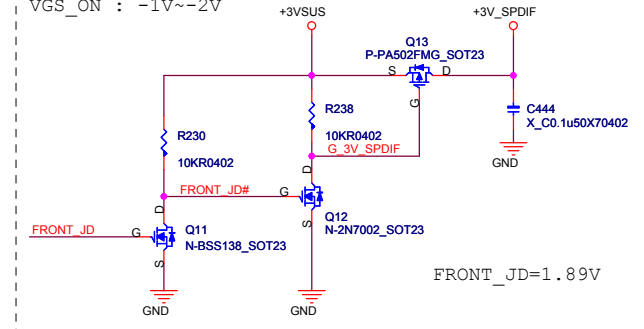 VGS_ON : -1V~-2V
+3VSUS
+3V_SPDIF
Q13
P-PA502FMG_SOT23
S
D
G
C444
X_C0.1u50X70402
GND
R238
10KR0402
G_3V_SPDIF
R230
10KR0402
D
FRONT_JD#
G
Q12
N-2N7002_SOT23
S
D
FRONT_JD
G
Q11
N-BSS138_SOT23
S
FRONT_JD=1.89V
GND
GND